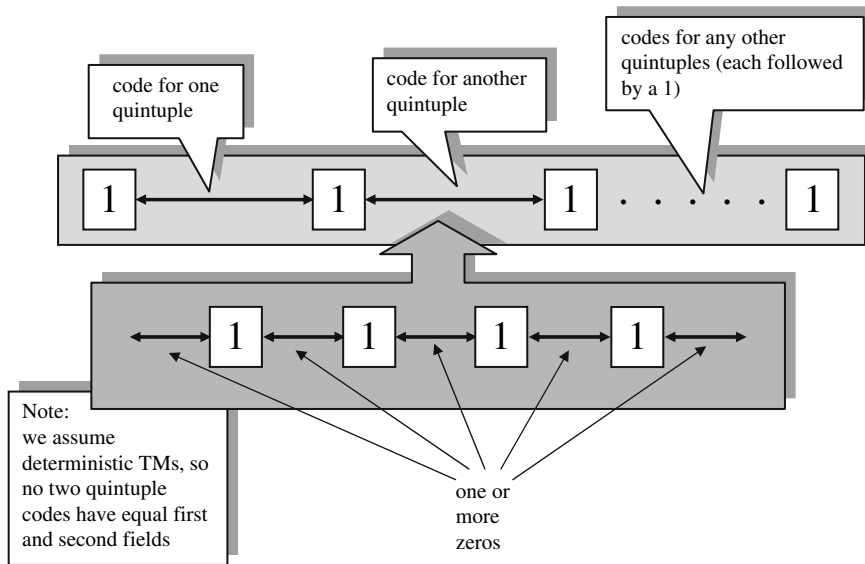 code for one
quintuple
code for another
quintuple
codes for any other
quintuples (each followed
by a 1)
1
1
1
. . . . .
1
1
1
1
1
Note:
we assume
deterministic TMs, so
no two quintuple
codes have equal first
and second fields
one or
more
zeros